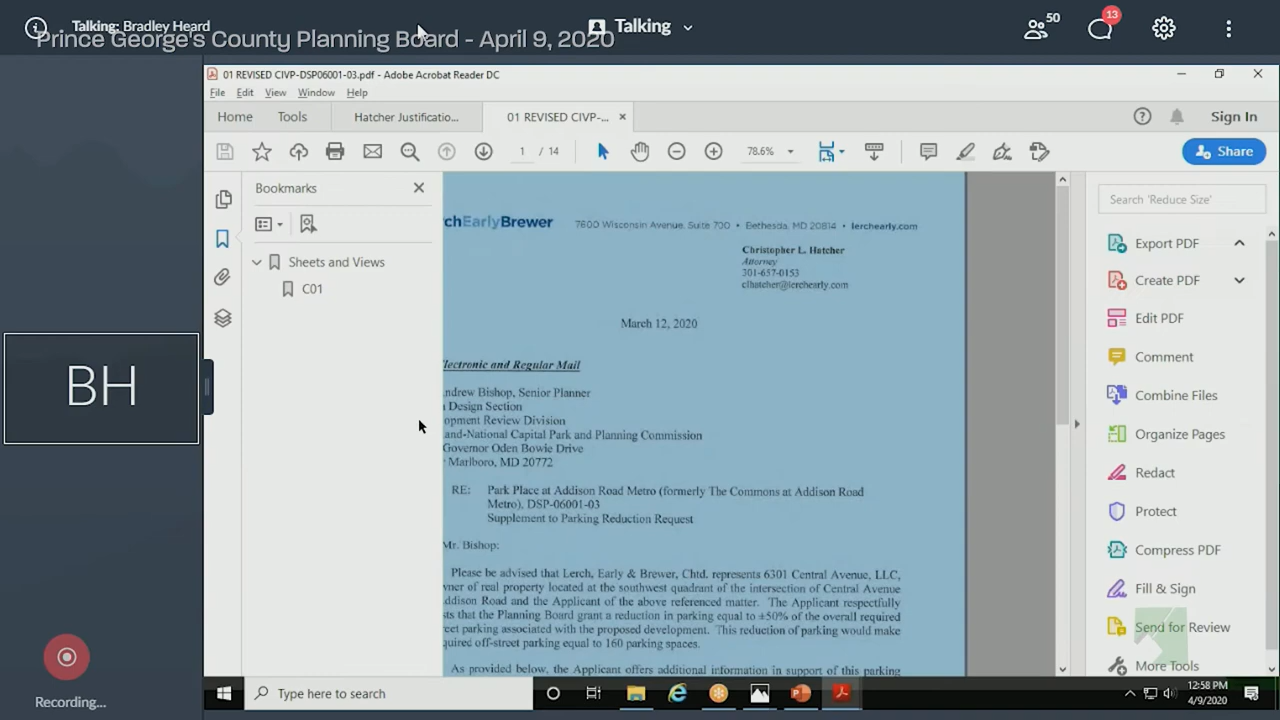 Talking: Bradley Heard
Prince George's County Planning Board - April 9, 2020
Talking
50
13
01 REVISED CIVP-DSP06001-03.pdf - Adobe Acrobat Reader DC
File Edit View Window Help
Home Tools Hatcher Justificatio... 01 REVISED CIVP-... ×
Sign In
1 / 14
78.6%
Share
Bookmarks
Sheets and Views
C01
BH
Recording...
rchEarlyBrewer 7600 Wisconsin Avenue, Suite 700 • Bethesda, MD 20814 • lerchearly.com
Christopher L. Hatcher
Attorney
301-657-0153
clhatcher@lerchearly.com
March 12, 2020
lectronic and Regular Mail
ndrew Bishop, Senior Planner
n Design Section
opment Review Division
and-National Capital Park and Planning Commission
Governor Oden Bowie Drive
Marlboro, MD 20772
RE: Park Place at Addison Road Metro (formerly The Commons at Addison Road
Metro), DSP-06001-03
Supplement to Parking Reduction Request
Mr. Bishop:
Please be advised that Lerch, Early & Brewer, Chtd. represents 6301 Central Avenue, LLC,
wner of real property located at the southwest quadrant of the intersection of Central Avenue
ddison Road and the Applicant of the above referenced matter. The Applicant respectfully
sts that the Planning Board grant a reduction in parking equal to ±50% of the overall required
reet parking associated with the proposed development. This reduction of parking would make
quired off-street parking equal to 160 parking spaces.
As provided below, the Applicant offers additional information in support of this parking
Search 'Reduce Size'
Export PDF
Create PDF
Edit PDF
Comment
Combine Files
Organize Pages
Redact
Protect
Compress PDF
Fill & Sign
Send for Review
More Tools
Type here to search
12:58 PM
4/9/2020